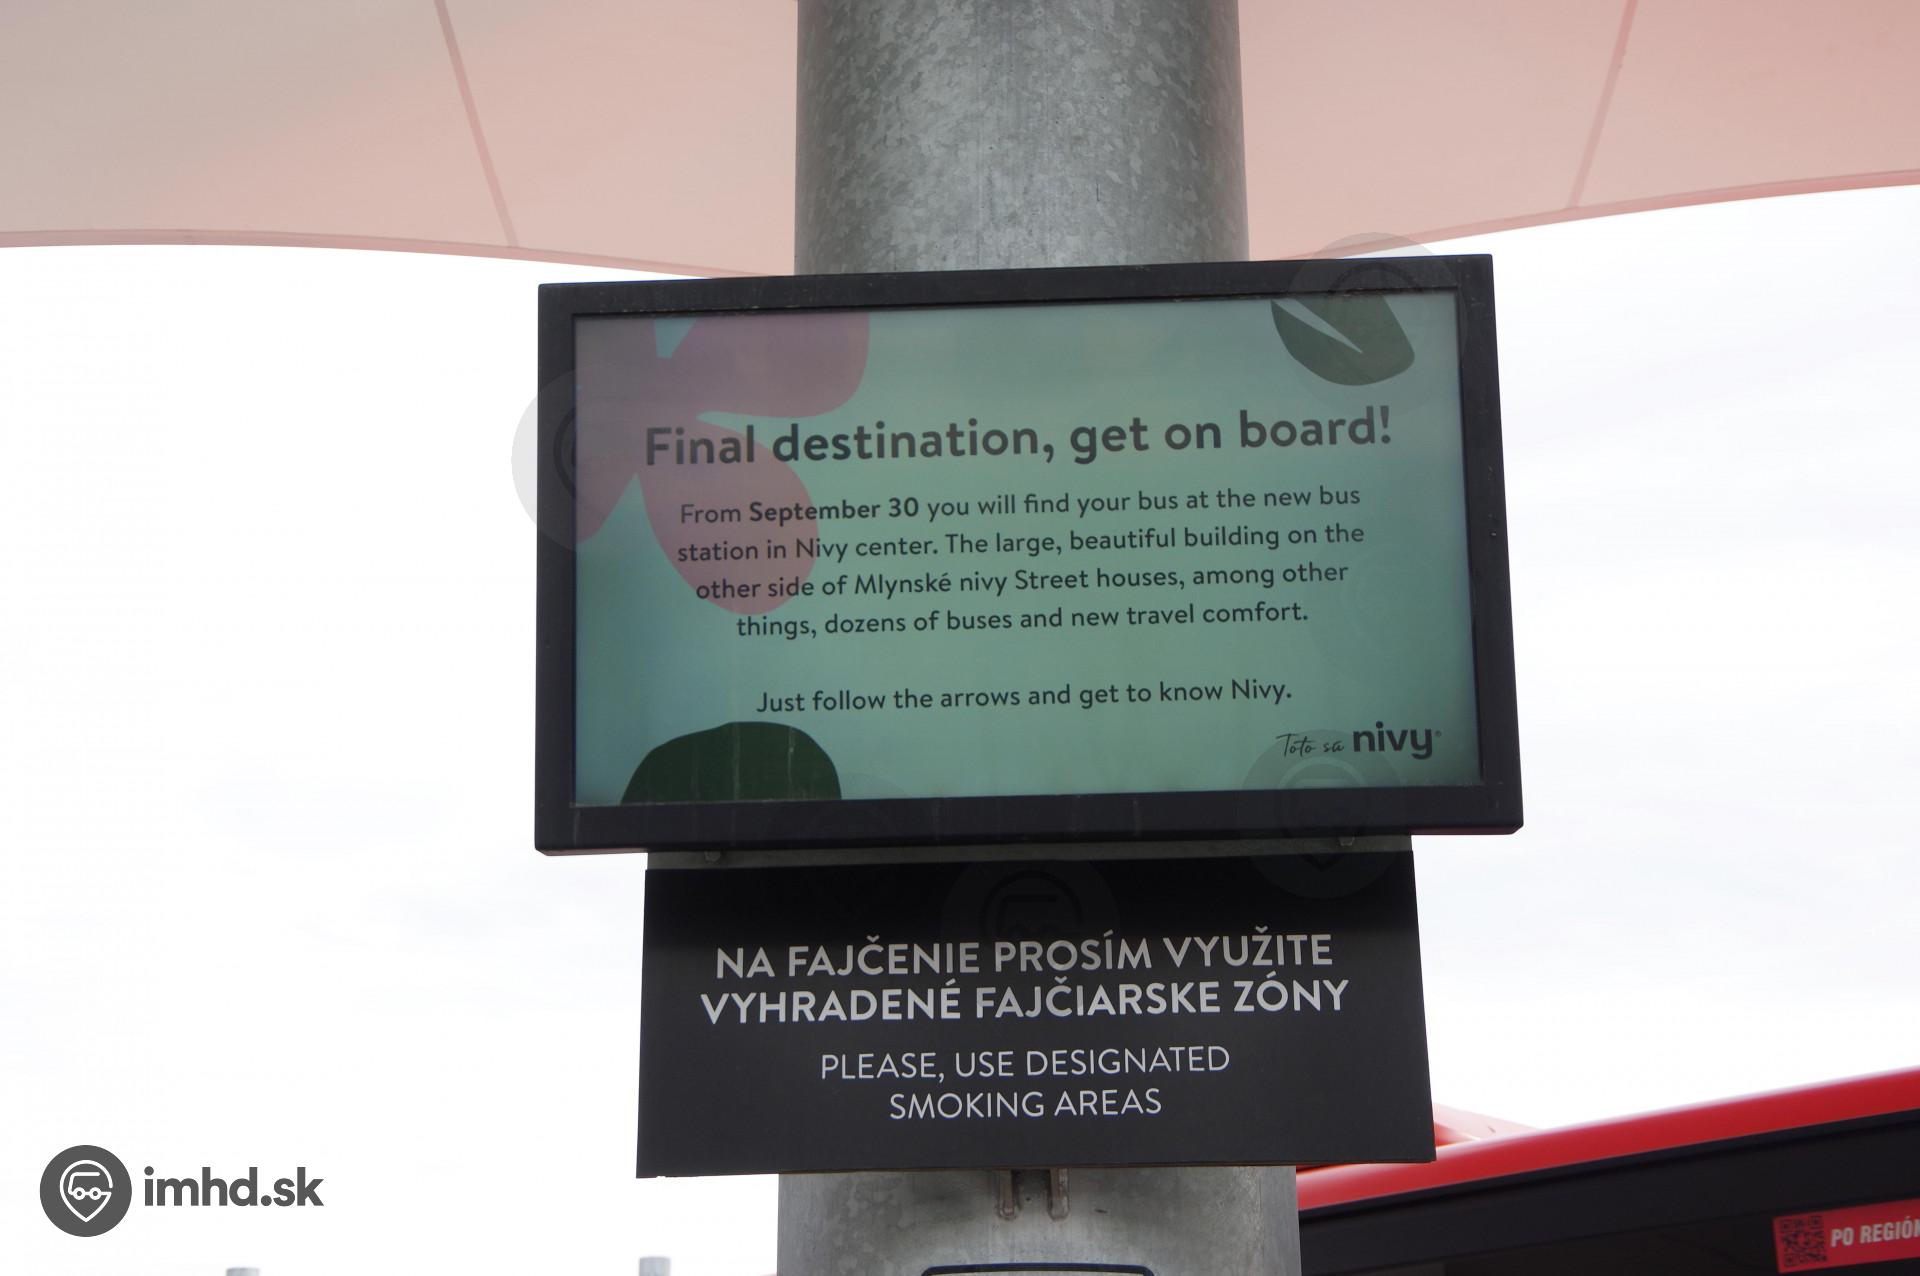 Final destination, get on board!
From September 30 you will find your bus at the new bus
station in Nivy center. The large, beautiful building on the
other side of Mlynské nivy Street houses, among other
things, dozens of buses and new travel comfort.
Just follow the arrows and get to know Nivy.
Toto sú nivy
NA FAJČENIE PROSÍM VYUŽITE
VYHRADENÉ FAJČIARSKE ZÓNY
PLEASE, USE DESIGNATED
SMOKING AREAS
imhd.sk
PO